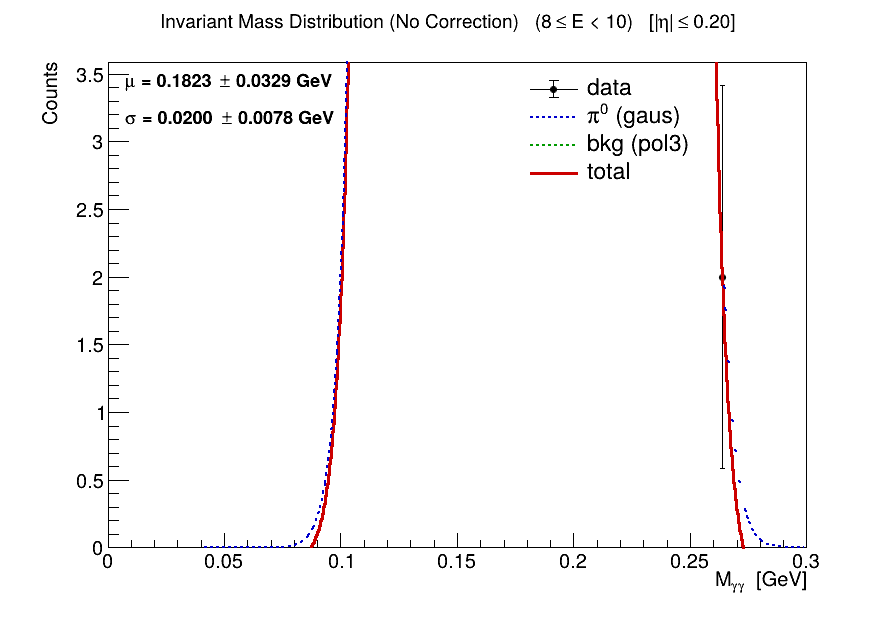 Invariant Mass Distribution (No Correction) (8 ≤ E < 10) [|η| ≤ 0.20]
Counts
μ = 0.1823 ± 0.0329 GeV
σ = 0.0200 ± 0.0078 GeV
data
π⁰ (gaus)
bkg (pol3)
total
3.5
3
2.5
2
1.5
1
0.5
0
0 0.05 0.1 0.15 0.2 0.25 0.3
M_γγ [GeV]